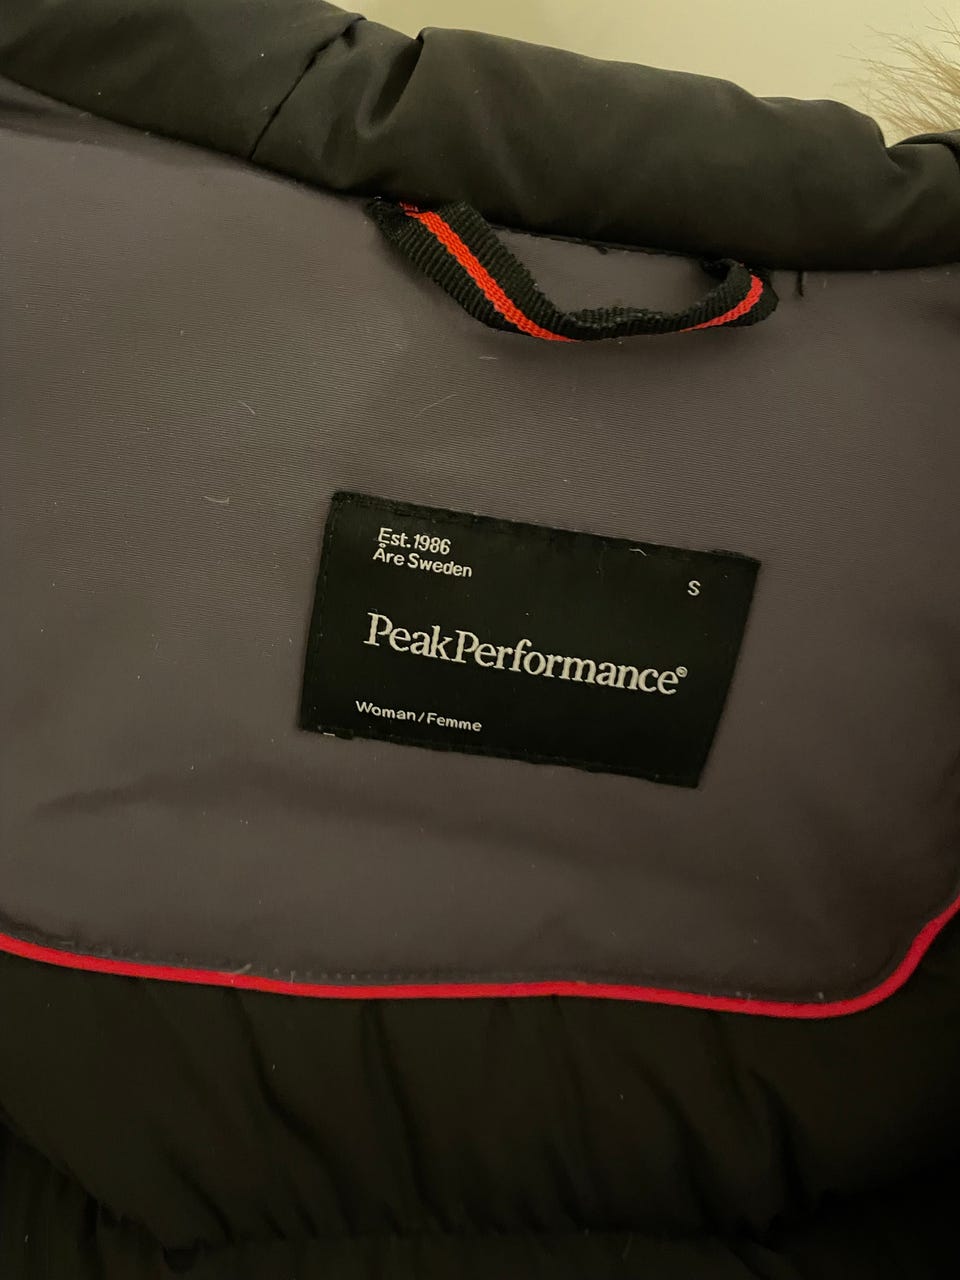 Est. 1986
Åre Sweden
S
PeakPerformance®
Woman/Femme